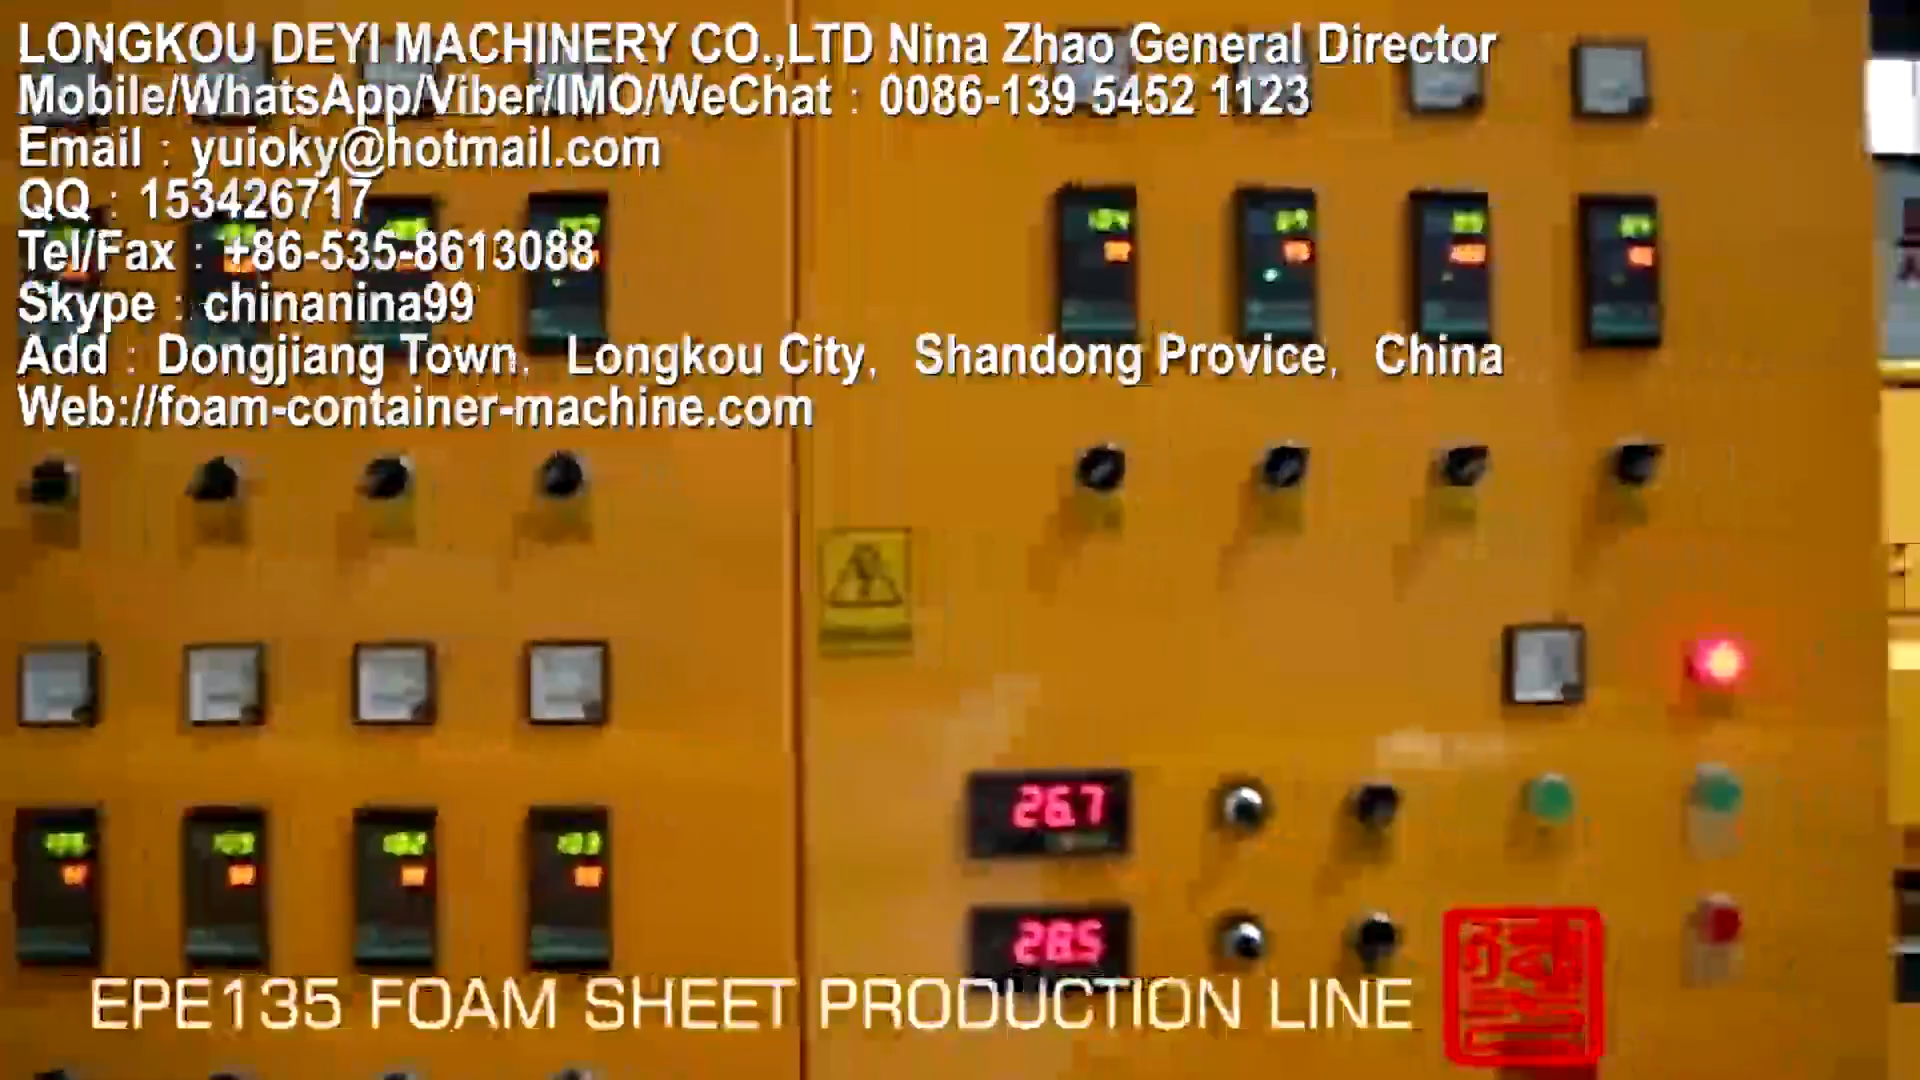 LONGKOU DEYI MACHINERY CO.,LTD Nina Zhao General Director
Mobile/WhatsApp/Viber/IMO/WeChat：0086-139 5452 1123
Email：yuioky@hotmail.com
QQ：153426717
Tel/Fax：+86-535-8613088
Skype：chinanina99
Add：Dongjiang Town，Longkou City，Shandong Provice，China
Web://foam-container-machine.com
26.7
28.5
EPE135 FOAM SHEET PRODUCTION LINE